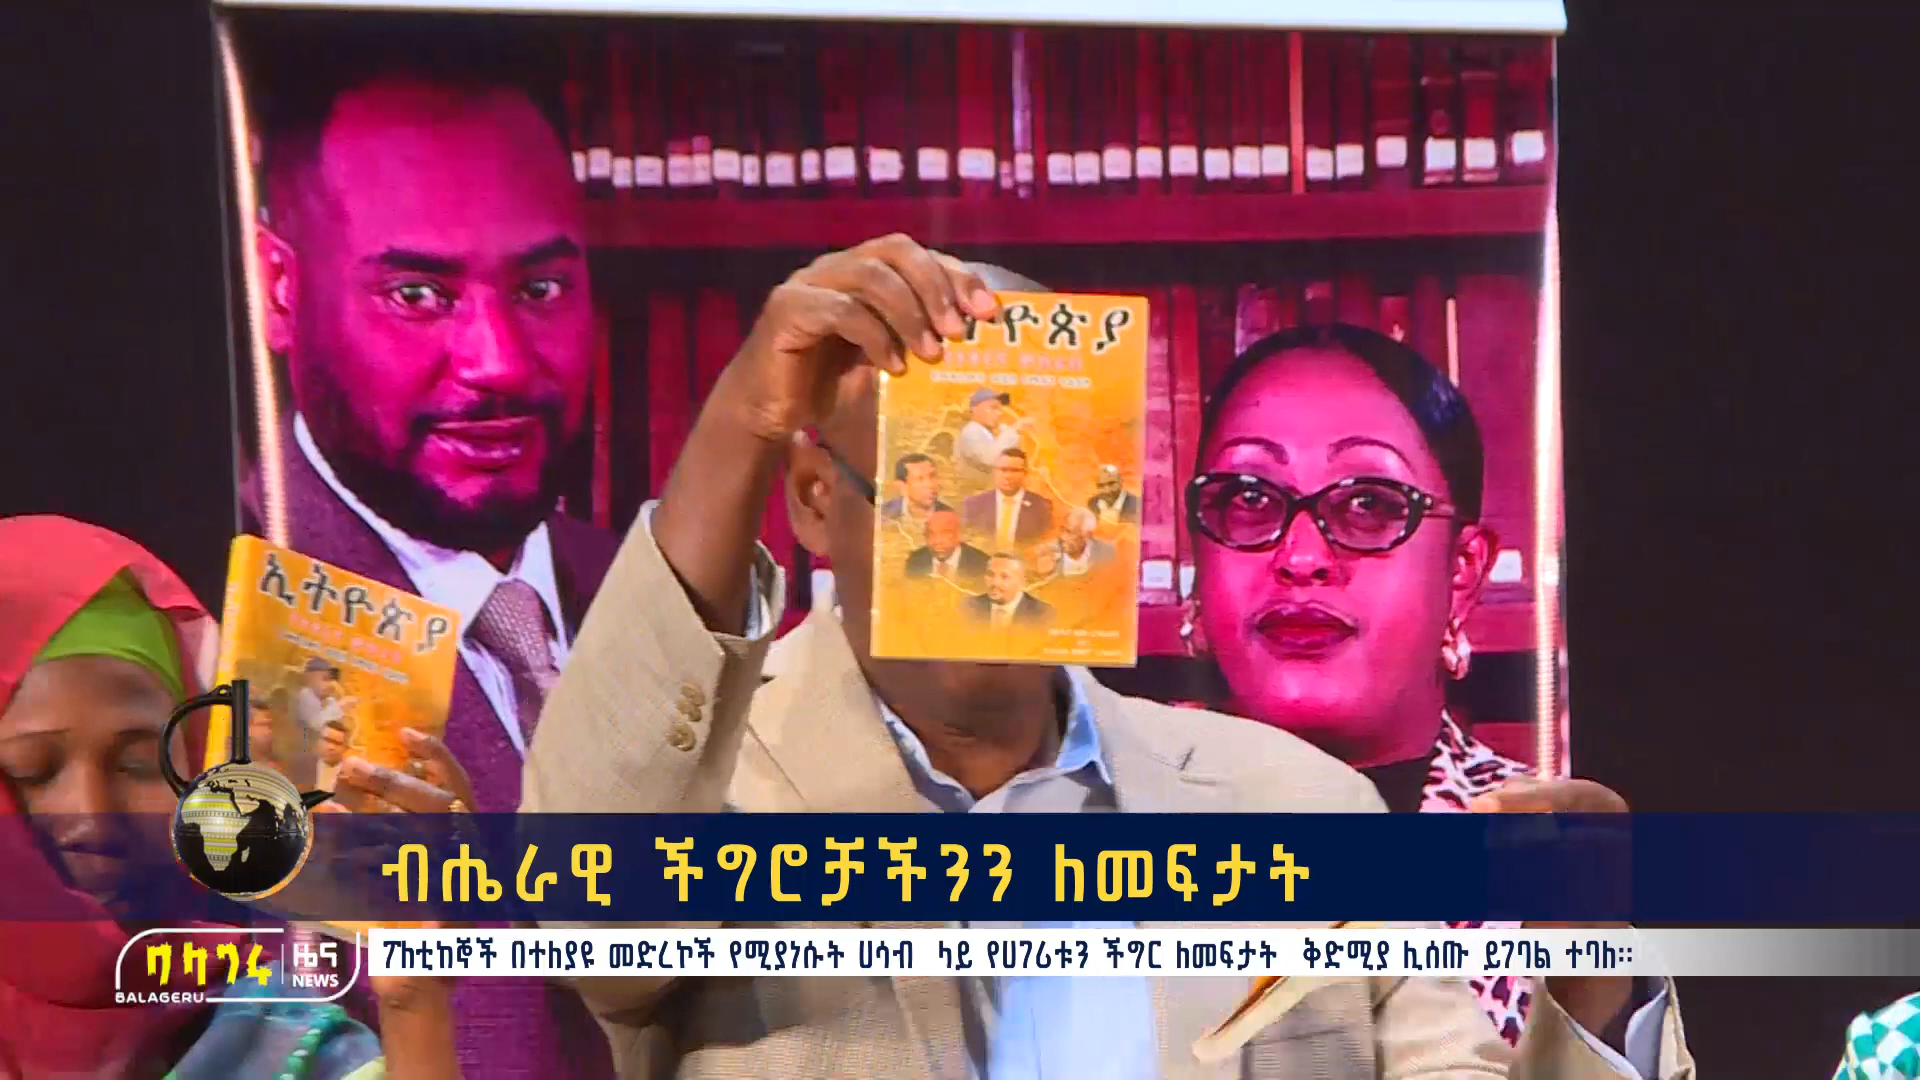 ዮጵያ
ኢትዮጵያ
ብሔራዊ ችግሮቻችንን ለመፍታት
ፖለቲከኞች በተለያዩ መድረኮች የሚያነሱት ሀሳብ ላይ የሀገሪቱን ችግር ለመፍታት ቅድሚያ ሊሰጡ ይገባል ተባለ፡፡
ባላገሩ ዜና
BALAGERU NEWS